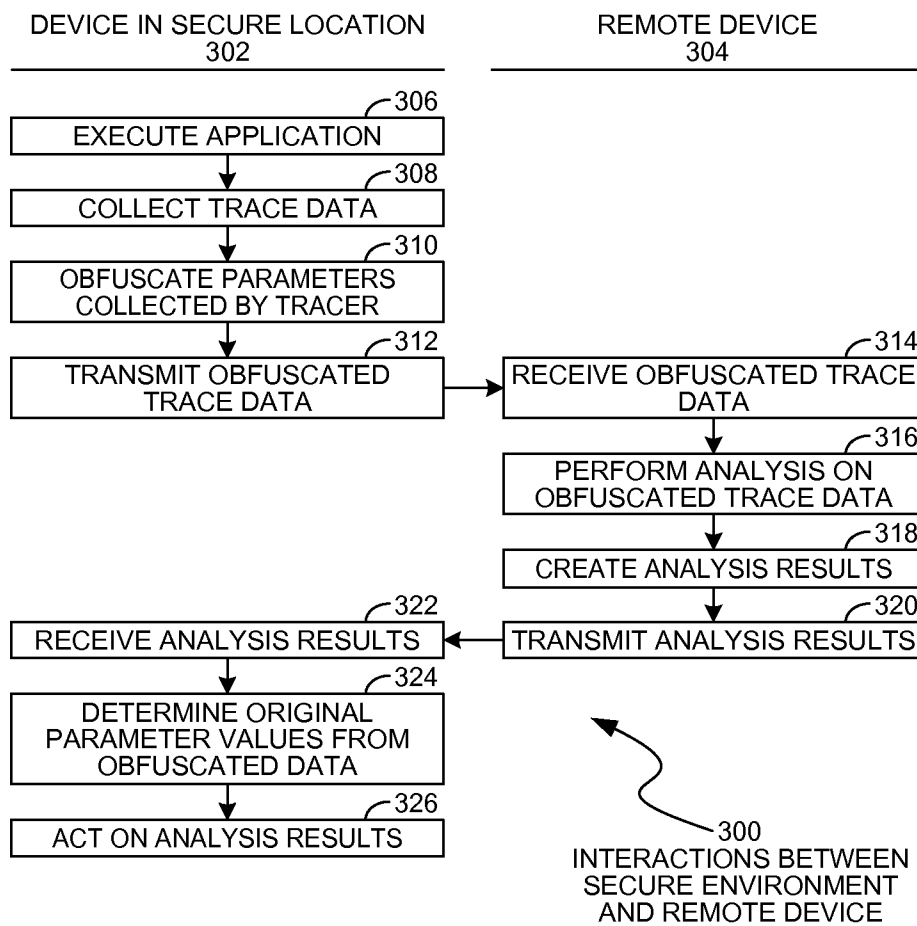 DEVICE IN SECURE LOCATION
302
REMOTE DEVICE
304
306
EXECUTE APPLICATION
308
COLLECT TRACE DATA
310
OBFUSCATE PARAMETERS
COLLECTED BY TRACER
312
TRANSMIT OBFUSCATED
TRACE DATA
314
RECEIVE OBFUSCATED TRACE
DATA
316
PERFORM ANALYSIS ON
OBFUSCATED TRACE DATA
318
CREATE ANALYSIS RESULTS
320
TRANSMIT ANALYSIS RESULTS
322
RECEIVE ANALYSIS RESULTS
324
DETERMINE ORIGINAL
PARAMETER VALUES FROM
OBFUSCATED DATA
326
ACT ON ANALYSIS RESULTS
300
INTERACTIONS BETWEEN
SECURE ENVIRONMENT
AND REMOTE DEVICE